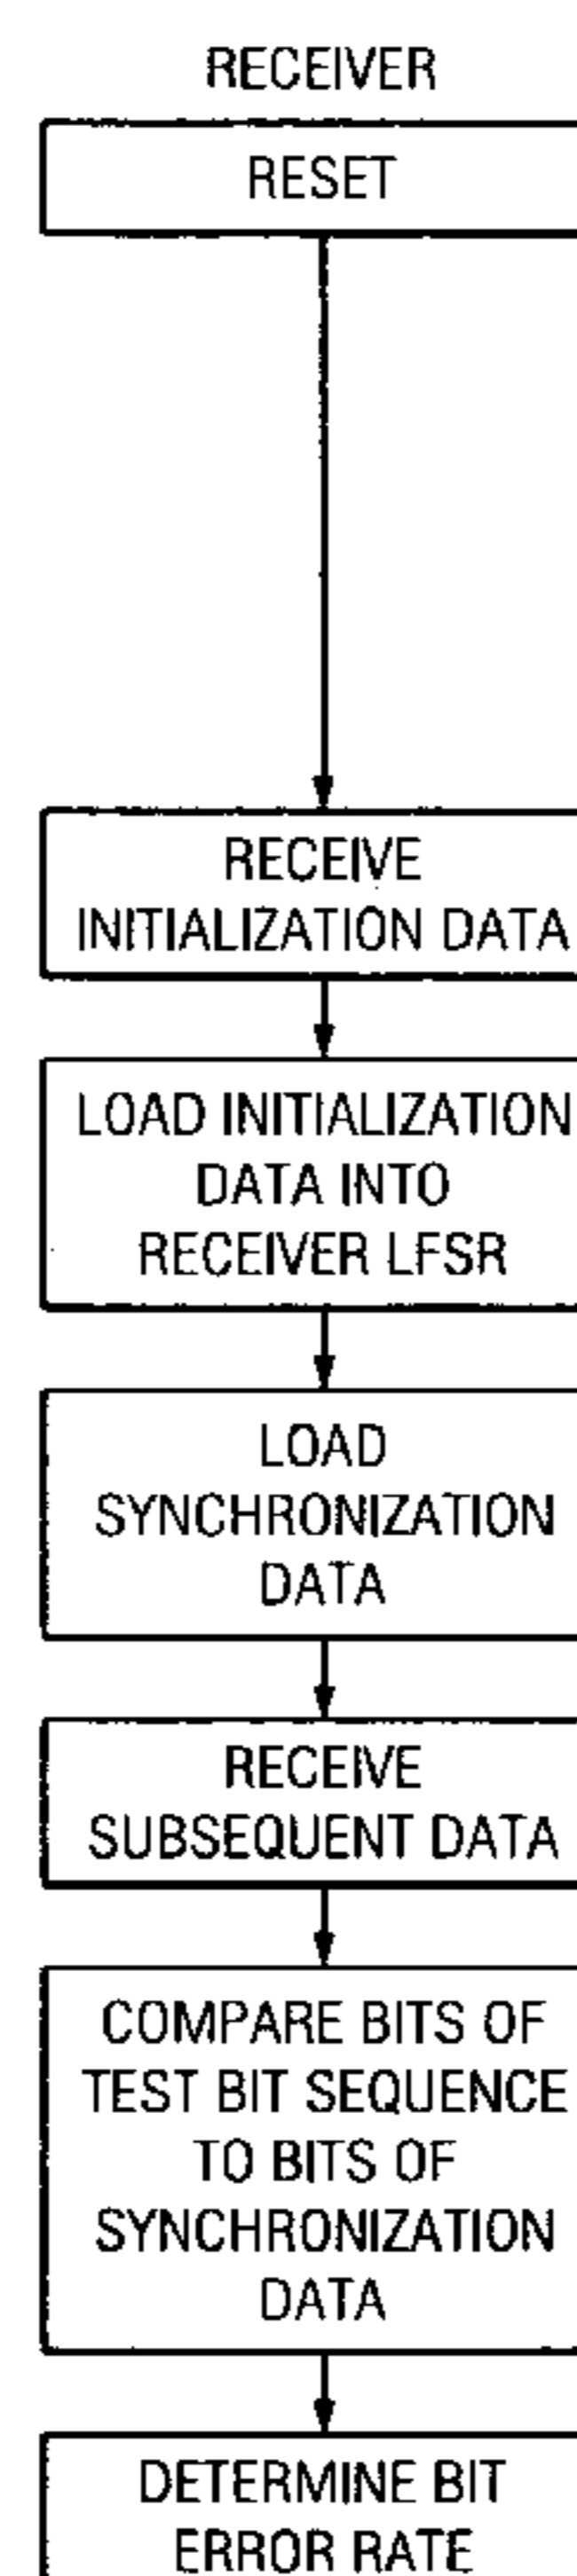 RECEIVER
RESET
RECEIVE
INITIALIZATION DATA
LOAD INITIALIZATION
DATA INTO
RECEIVER LFSR
LOAD
SYNCHRONIZATION
DATA
RECEIVE
SUBSEQUENT DATA
COMPARE BITS OF
TEST BIT SEQUENCE
TO BITS OF
SYNCHRONIZATION
DATA
DETERMINE BIT
ERROR RATE